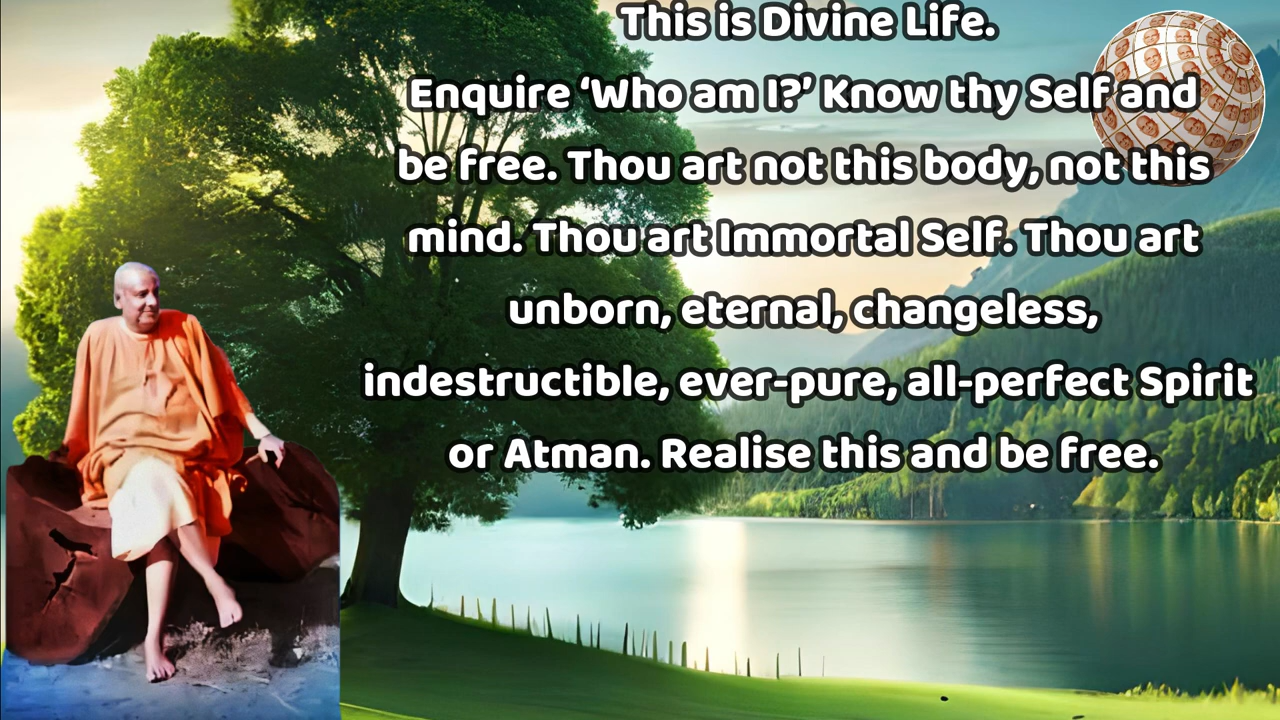 This is Divine Life.
Enquire ‘Who am I?’ Know thy Self and
be free. Thou art not this body, not this
mind. Thou art Immortal Self. Thou art
unborn, eternal, changeless,
indestructible, ever-pure, all-perfect Spirit
or Atman. Realise this and be free.